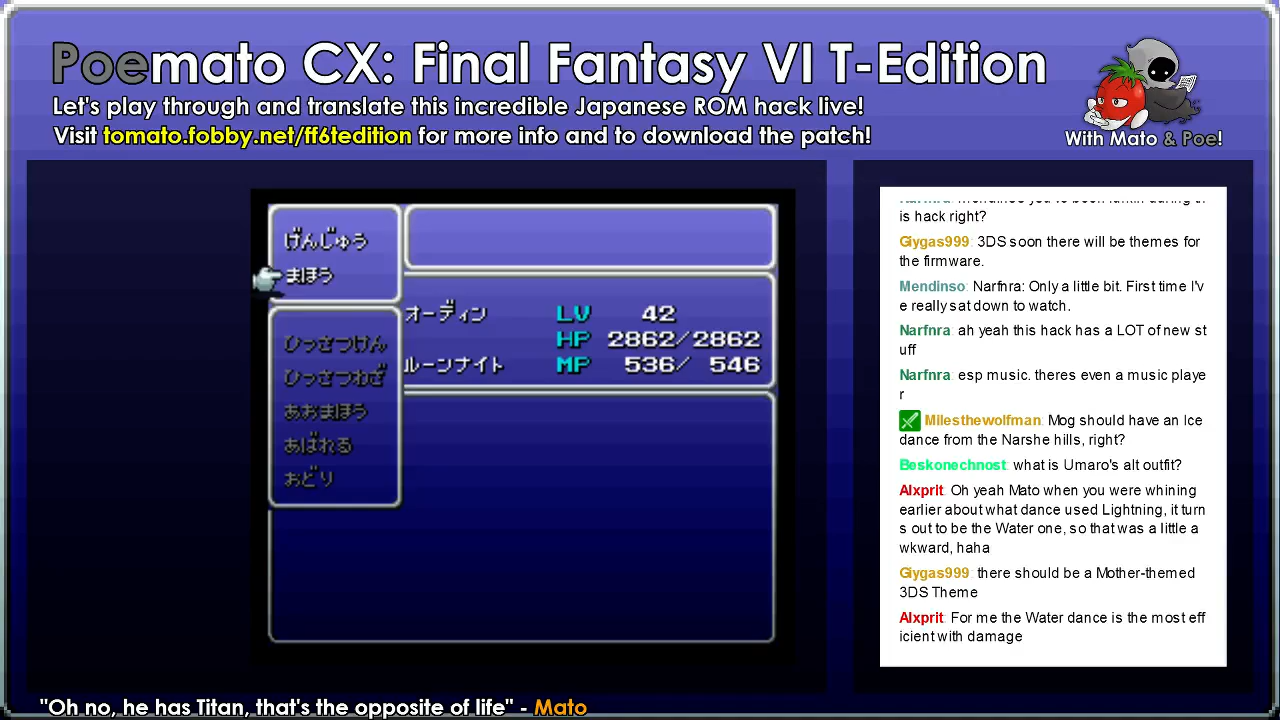 Poemato CX: Final Fantasy VI T-Edition
Let's play through and translate this incredible Japanese ROM hack live!
Visit tomato.fobby.net/ff6tedition for more info and to download the patch!
With Mato & Poe!
げんじゅう
まほう
オーディン LV 42
HP 2862/2862
ルーンナイト MP 536/ 546
ひっさつけん
ひっさつわざ
あおまほう
あばれる
おどり
is hack right?
Giygas999: 3DS soon there will be themes for
the firmware.
Mendinso: Narfnra: Only a little bit. First time I'v
e really sat down to watch.
Narfnra: ah yeah this hack has a LOT of new st
uff
Narfnra: esp music. theres even a music playe
r
Milesthewolfman: Mog should have an Ice
dance from the Narshe hills, right?
Beskonechnost: what is Umaro's alt outfit?
Alxprit: Oh yeah Mato when you were whining
earlier about what dance used Lightning, it turn
s out to be the Water one, so that was a little a
wkward, haha
Giygas999: there should be a Mother-themed
3DS Theme
Alxprit: For me the Water dance is the most eff
icient with damage
"Oh no, he has Titan, that's the opposite of life" - Mato